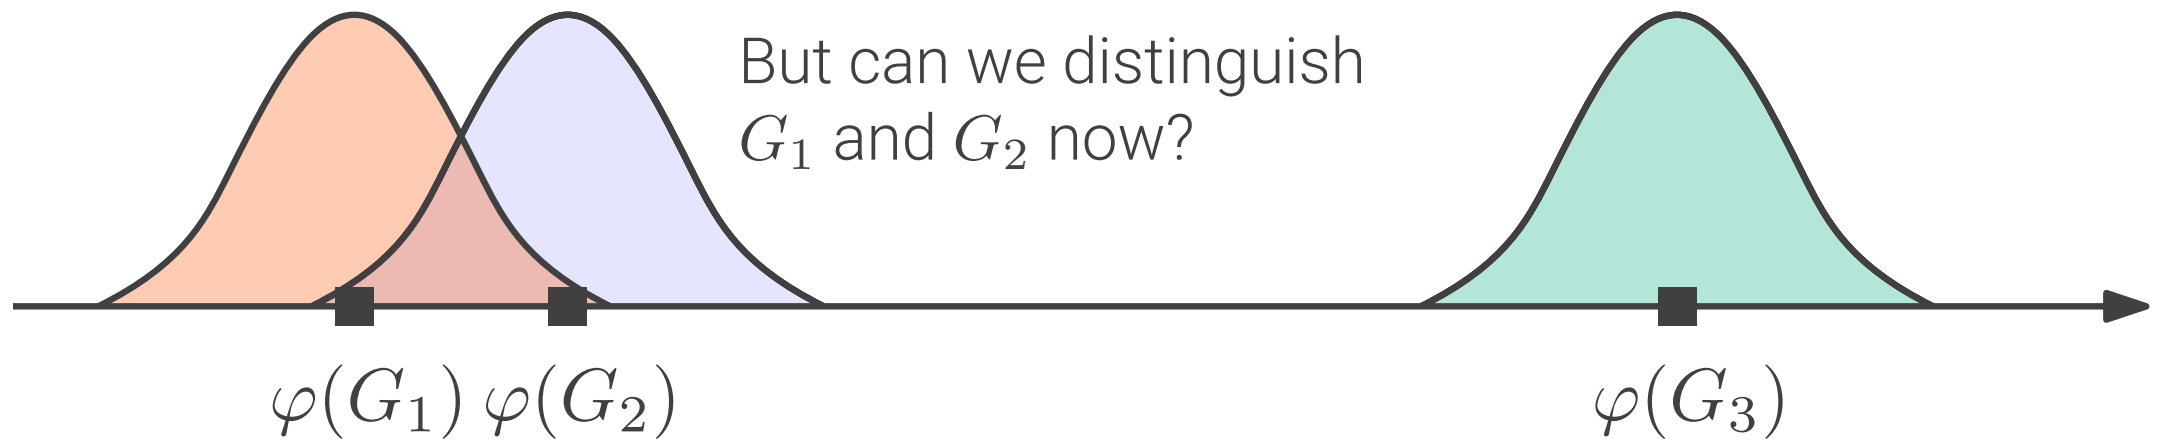 But can we distinguish
G₁ and G₂ now?
φ(G₁) φ(G₂) φ(G₃)